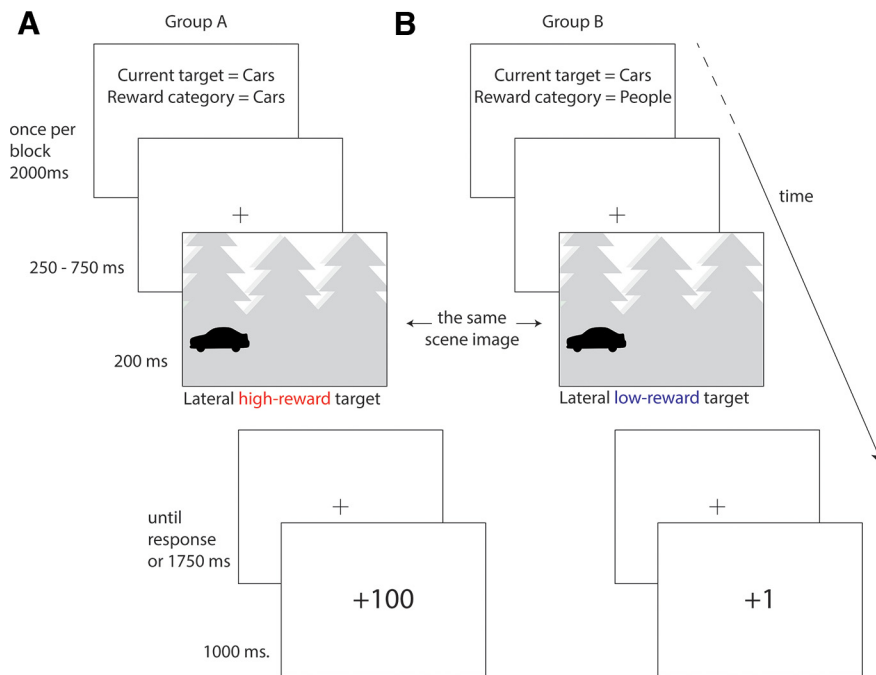 A
Group A
Current target = Cars
Reward category = Cars
once per
block
2000ms
250 - 750 ms
200 ms
Lateral high-reward target
until
response
or 1750 ms
+100
1000 ms.
the same
scene image
B
Group B
Current target = Cars
Reward category = People
time
Lateral low-reward target
+1